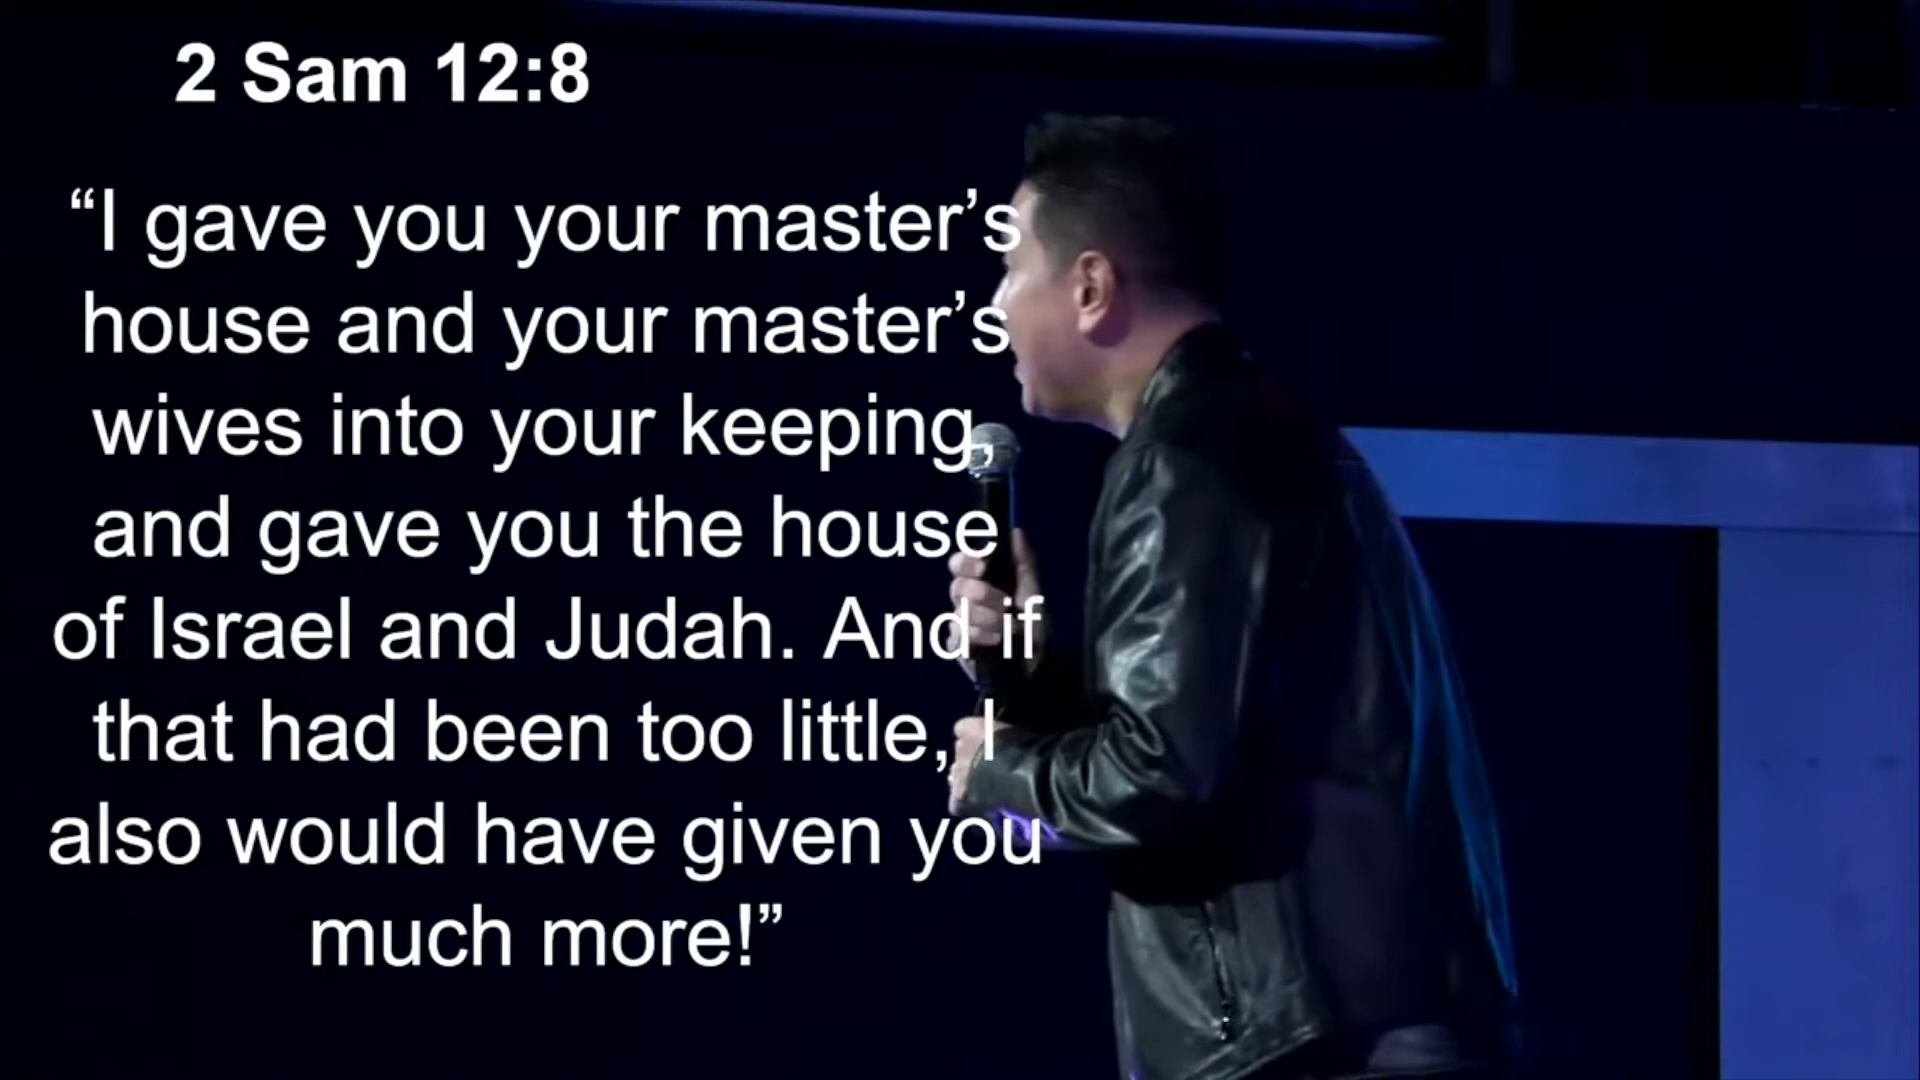 2 Sam 12:8
“I gave you your master’s
house and your master’s
wives into your keeping,
and gave you the house
of Israel and Judah. And if
that had been too little, I
also would have given you
much more!”